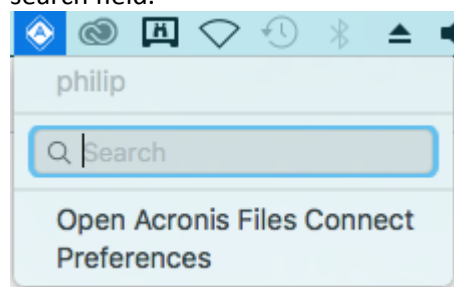 search field.
philip
Search
Open Acronis Files Connect
Preferences